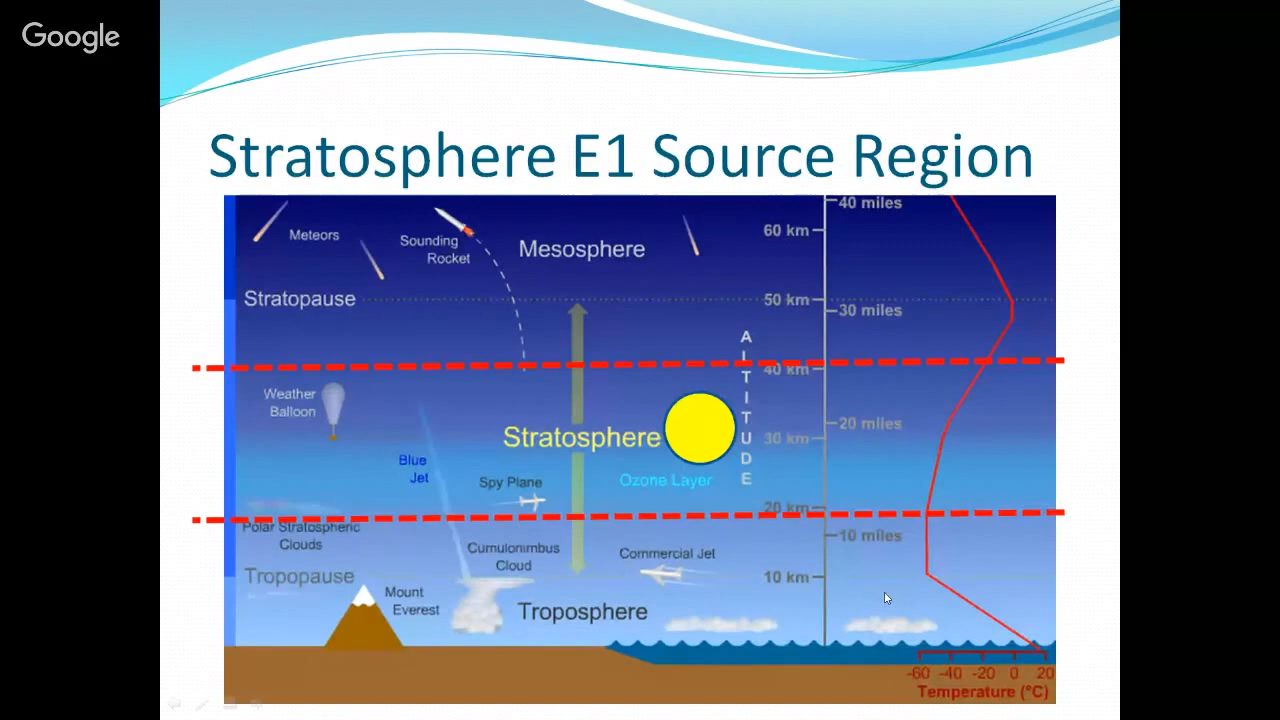 Google
Stratosphere E1 Source Region
40 miles
Meteors
Sounding
Rocket
Mesosphere
60 km
Stratopause
50 km
30 miles
A
L
T
I
T
U
D
E
40 km
Weather
Balloon
20 miles
Stratosphere
30 km
Blue
Jet
Spy Plane
Ozone Layer
20 km
Polar Stratospheric
Clouds
10 miles
Cumulonimbus
Cloud
Commercial Jet
Tropopause
10 km
Mount
Everest
Troposphere
-60 -40 -20 0 20
Temperature (°C)